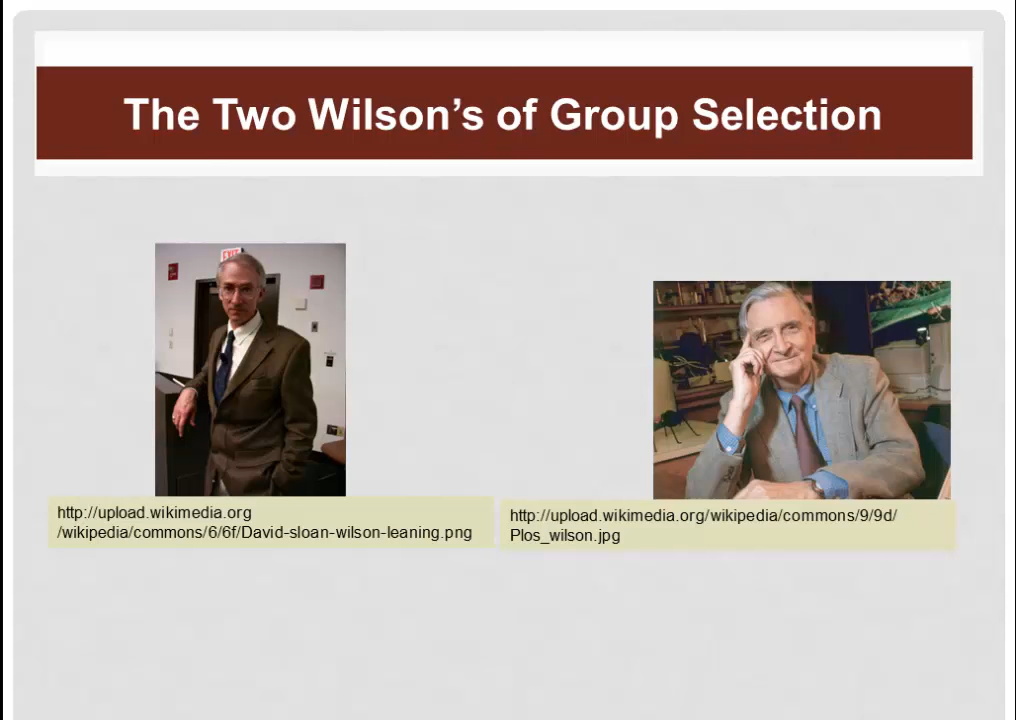 The Two Wilson’s of Group Selection
EXIT
http://upload.wikimedia.org
/wikipedia/commons/6/6f/David-sloan-wilson-leaning.png
http://upload.wikimedia.org/wikipedia/commons/9/9d/
Plos_wilson.jpg